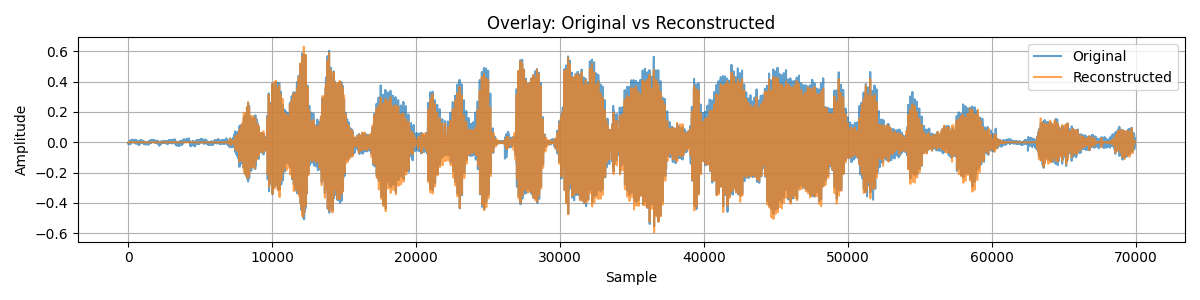 Overlay: Original vs Reconstructed
Original
Reconstructed
Amplitude
0.6
0.4
0.2
0.0
−0.2
−0.4
−0.6
0 10000 20000 30000 40000 50000 60000 70000
Sample